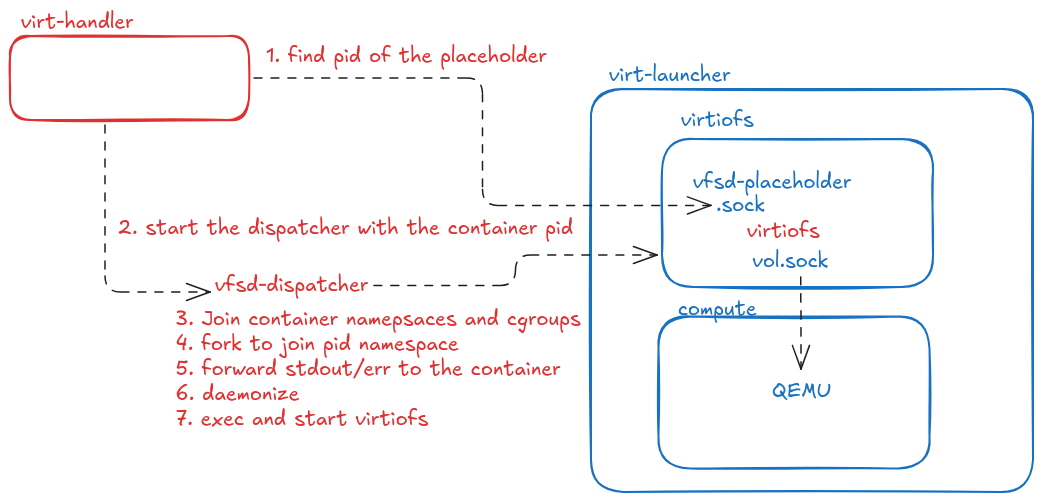 virt-handler
1. find pid of the placeholder
virt-launcher
virtiofs
vfsd-placeholder
.sock
virtiofs
vol.sock
2. start the dispatcher with the container pid
vfsd-dispatcher
3. Join container namepsaces and cgroups
4. fork to join pid namespace
5. forward stdout/err to the container
6. daemonize
7. exec and start virtiofs
compute
QEMU